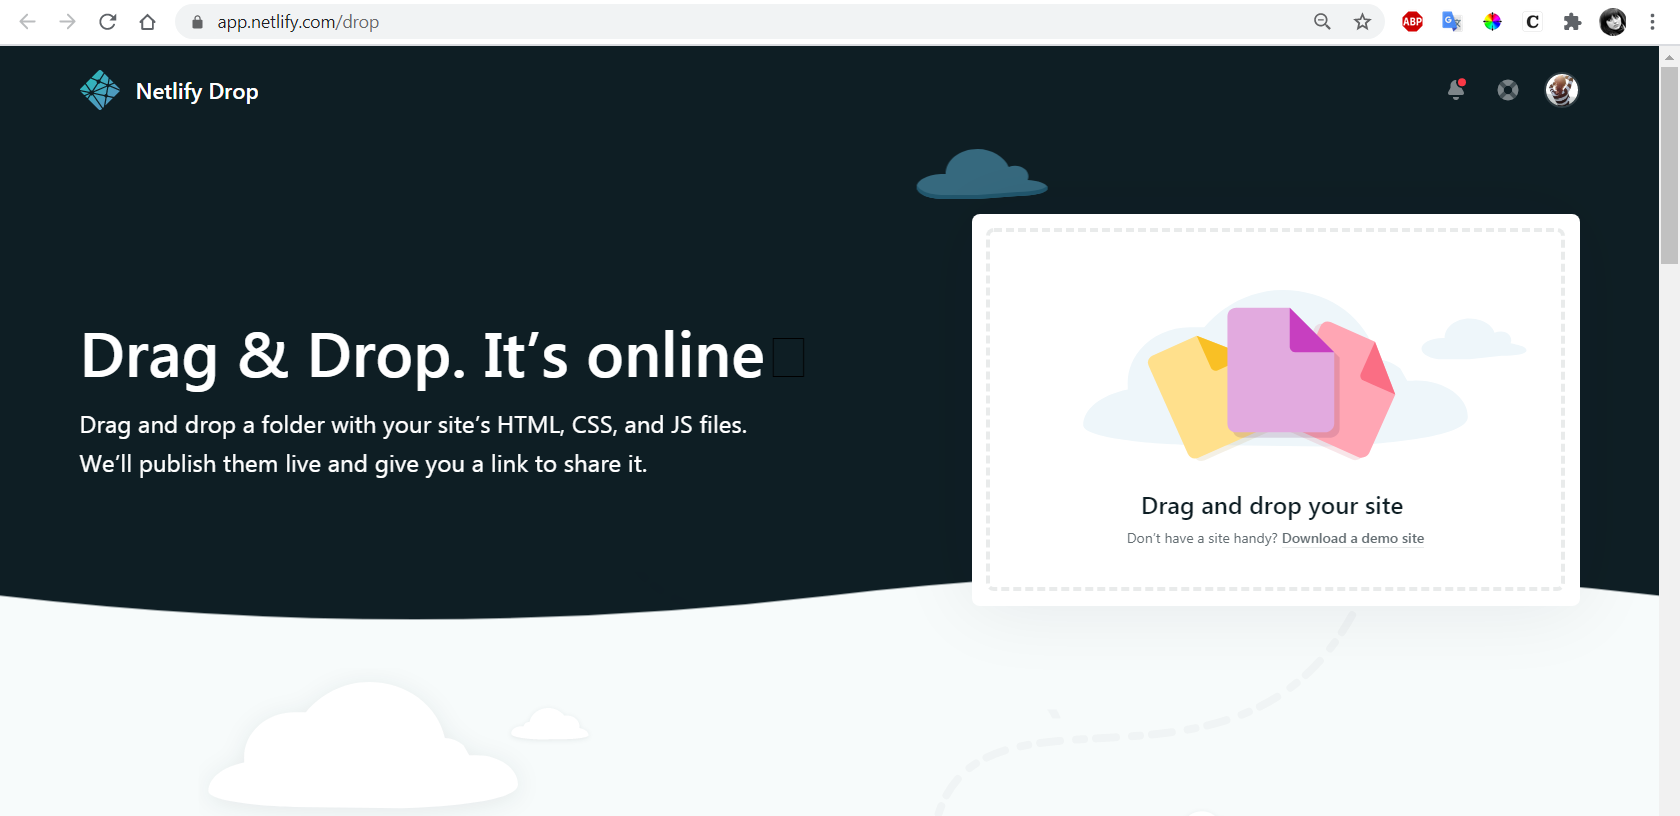 app.netlify.com/drop
ABP
G
C
Netlify Drop
Drag & Drop. It’s online
Drag and drop a folder with your site’s HTML, CSS, and JS files.
We’ll publish them live and give you a link to share it.
Drag and drop your site
Don’t have a site handy? Download a demo site